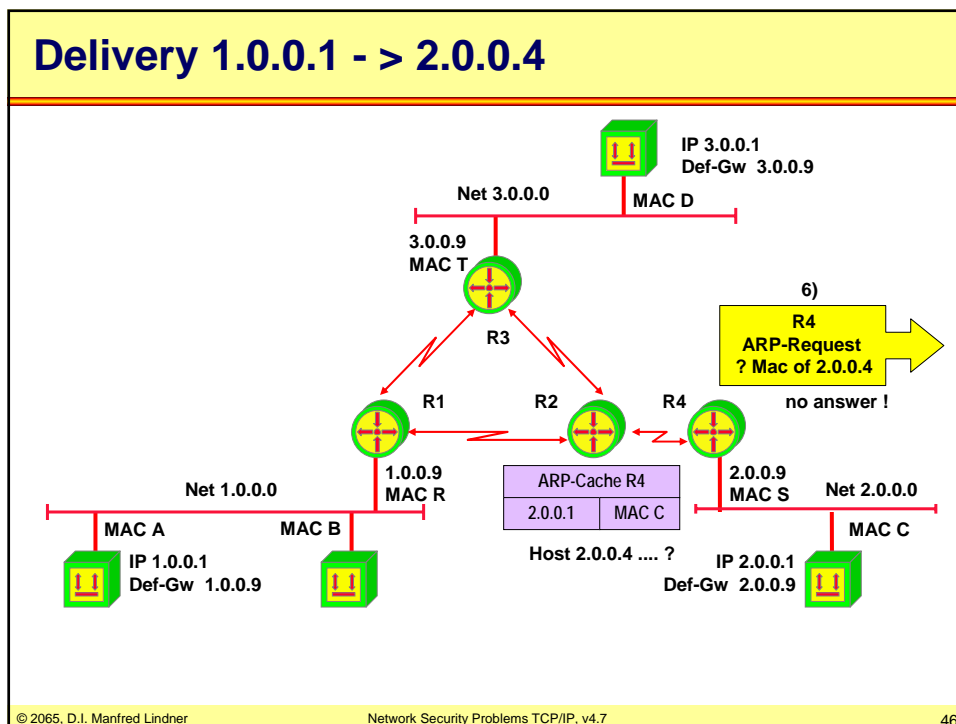 Delivery 1.0.0.1 - > 2.0.0.4
IP 3.0.0.1
Def-Gw 3.0.0.9
Net 3.0.0.0
MAC D
3.0.0.9
MAC T
R3
6)
R4
ARP-Request
? Mac of 2.0.0.4
no answer !
R1
R2
R4
1.0.0.9
MAC R
ARP-Cache R4
2.0.0.1
MAC C
Host 2.0.0.4 .... ?
2.0.0.9
MAC S
Net 1.0.0.0
Net 2.0.0.0
MAC A
MAC B
MAC C
IP 1.0.0.1
Def-Gw 1.0.0.9
IP 2.0.0.1
Def-Gw 2.0.0.9
© 2065, D.I. Manfred Lindner
Network Security Problems TCP/IP, v4.7
46